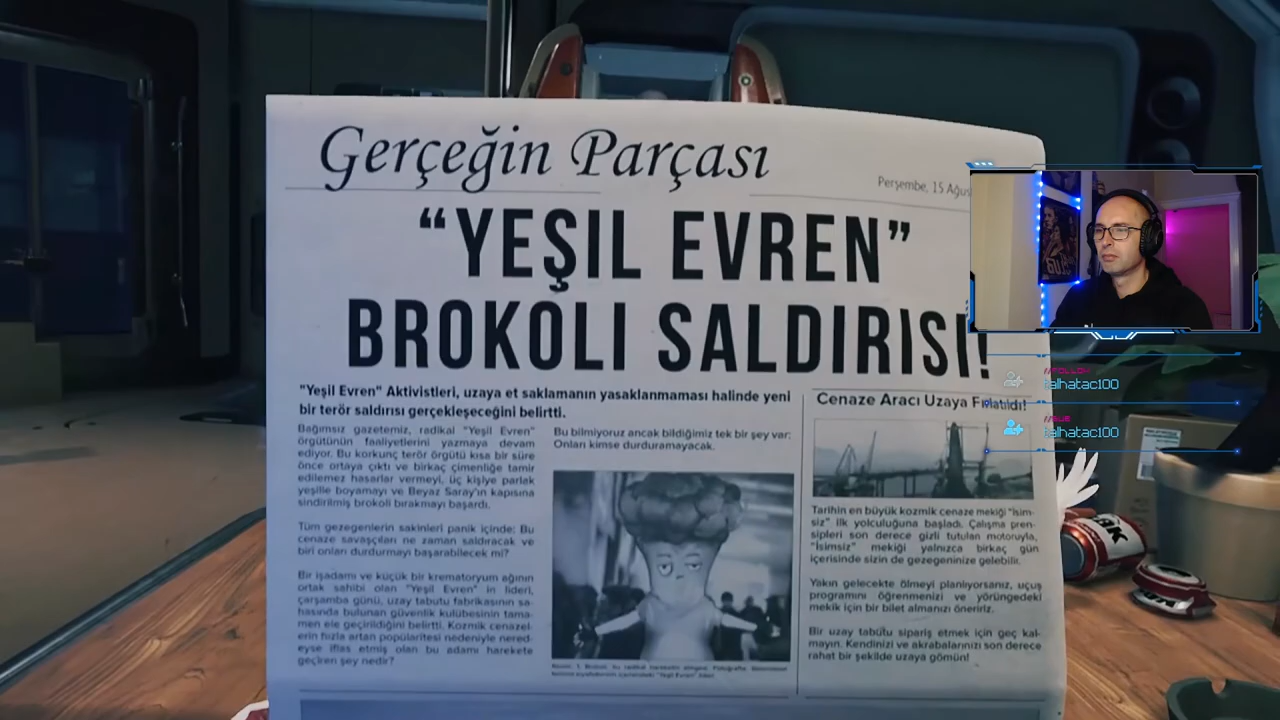 Gerçeğin Parçası
Perşembe, 15 Ağus
“YEŞIL EVREN”
BROKOLI SALDIRISI!
"Yeşil Evren" Aktivistleri, uzaya et saklamanın yasaklanmaması halinde yeni
bir terör saldırısı gerçekleşeceğini belirtti.
Bağımsız gazetemiz, radikal "Yeşil Evren"
örgütünün faaliyetlerini yazmaya devam
ediyor. Bu korkunç terör örgütü kısa bir süre
önce ortaya çıktı ve birkaç çimenliğe tamir
edilemez hasarlar vermeyi, üç kişiye parlak
yeşille boyamayı ve Beyaz Saray'ın kapısına
sindirilmiş brokoli bırakmayı başardı.
Tüm gezegenlerin sakinleri panik içinde: Bu
cenaze savaşçıları ne zaman saldıracak ve
biri onları durdurmayı başarabilecek mi?
Bir işadamı ve küçük bir krematoryum ağının
ortak sahibi olan "Yeşil Evren" in lideri,
çarşamba günü, uzay tabutu fabrikasının sa-
hasında bulunan güvenlik kulübesinin tama-
men ele geçirildiğini belirtti. Kozmik cenazel-
erin hızla artan popülaritesi nedeniyle nered-
eyse iflas etmiş olan bu adamı harekete
geçiren şey nedir?
Bu bilmiyoruz ancak bildiğimiz tek bir şey var:
Onları kimse durduramayacak.
Cenaze Aracı Uzaya Fırlatıldı!
Tarihin en büyük kozmik cenaze mekiği "İsim-
siz" ilk yolculuğuna başladı. Çalışma pren-
sipleri son derece gizli tutulan motoruyla,
"İsimsiz" mekiği yalnızca birkaç gün
içerisinde sizin de gezegeninize gelebilir.
Yakın gelecekte ölmeyi planlıyorsanız, uçuş
programını öğrenmenizi ve yörüngedeki
mekik için bir bilet almanızı öneririz.
Bir uzay tabutu sipariş etmek için geç kal-
mayın. Kendinizi ve akrabalarınızı son derece
rahat bir şekilde uzaya gömün!
//FOLLOW
talhatac100
//SUB
talhatac100